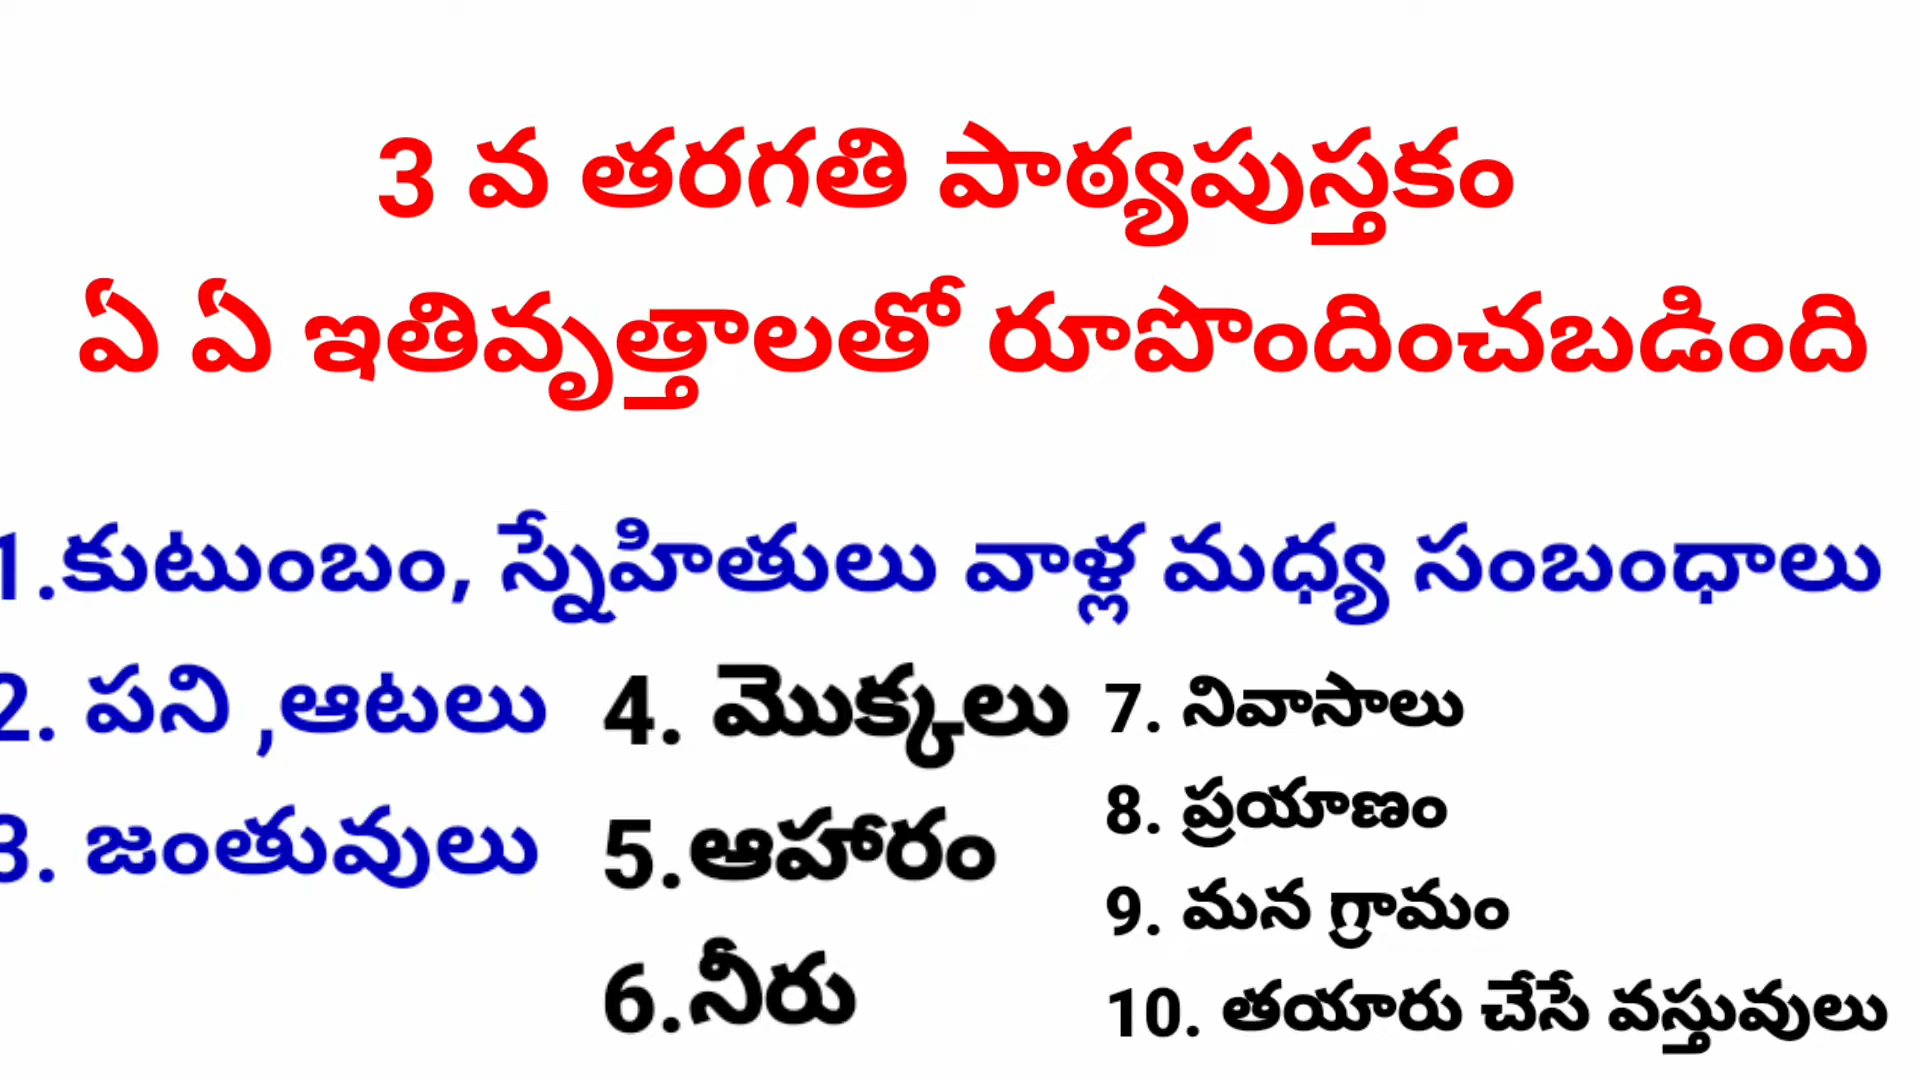 3 వ తరగతి పాఠ్యపుస్తకం
ఏ ఏ ఇతివృత్తాలతో రూపొందించబడింది
1.కుటుంబం, స్నేహితులు వాళ్ల మధ్య సంబంధాలు
2. పని ,ఆటలు
3. జంతువులు
4. మొక్కలు
5.ఆహారం
6.నీరు
7. నివాసాలు
8. ప్రయాణం
9. మన గ్రామం
10. తయారు చేసే వస్తువులు